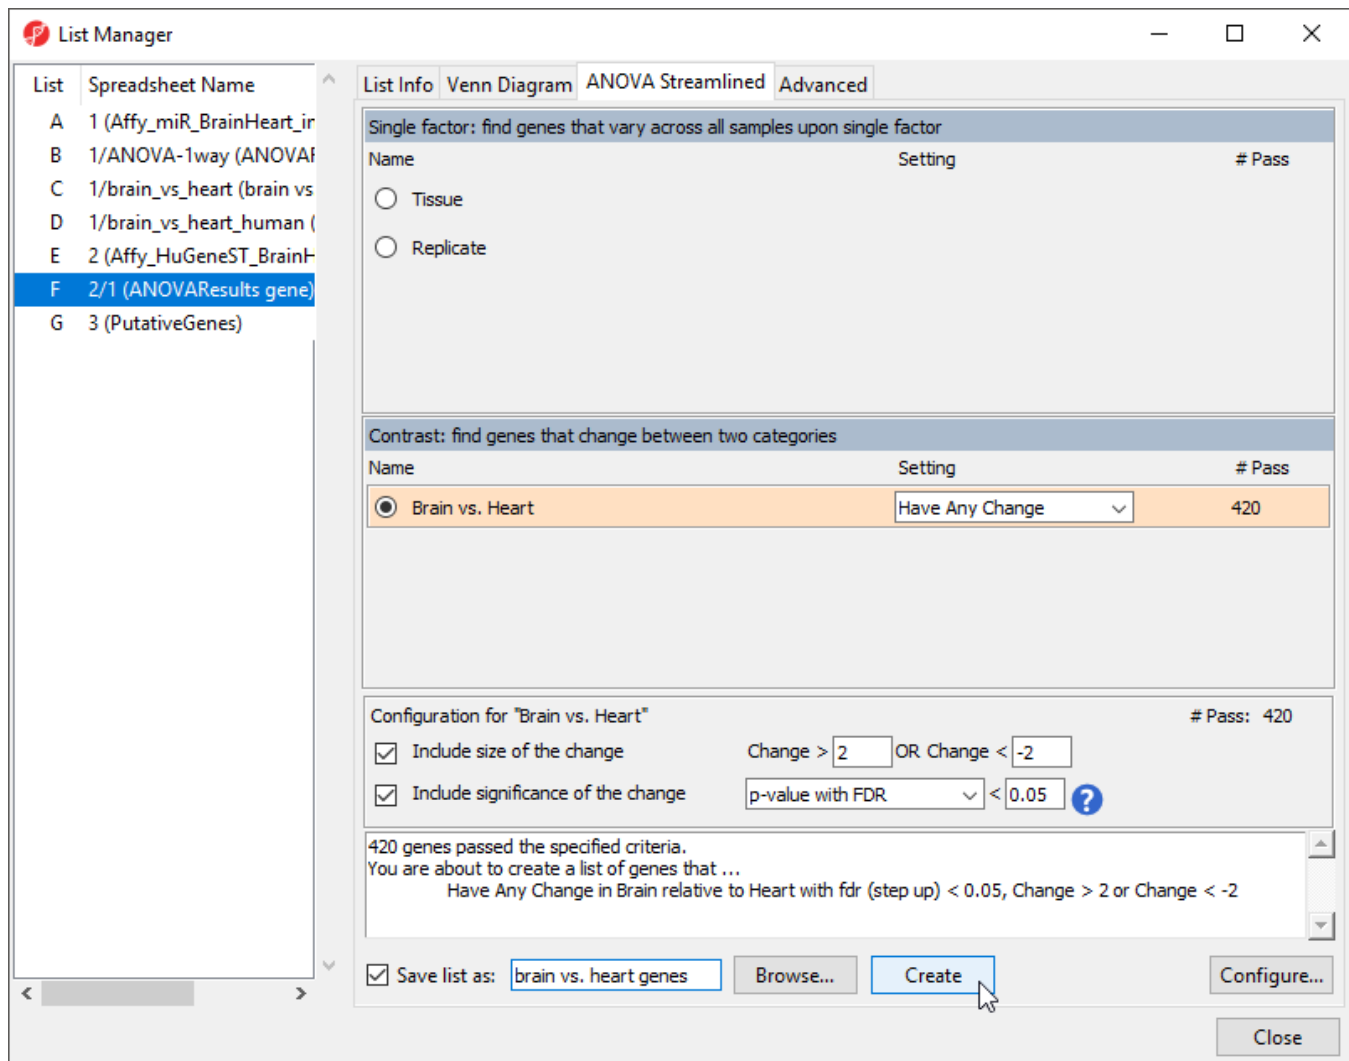 List Manager
List Spreadsheet Name
A 1 (Affy_miR_BrainHeart_in
B 1/ANOVA-1way (ANOVAF
C 1/brain_vs_heart (brain vs
D 1/brain_vs_heart_human (
E 2 (Affy_HuGeneST_BrainH
F 2/1 (ANOVAResults gene)
G 3 (PutativeGenes)
List Info Venn Diagram ANOVA Streamlined Advanced
Single factor: find genes that vary across all samples upon single factor
Name Setting # Pass
Tissue
Replicate
Contrast: find genes that change between two categories
Name Setting # Pass
Brain vs. Heart Have Any Change 420
Configuration for "Brain vs. Heart" # Pass: 420
Include size of the change Change > 2 OR Change < -2
Include significance of the change p-value with FDR < 0.05 ?
420 genes passed the specified criteria.
You are about to create a list of genes that ...
Have Any Change in Brain relative to Heart with fdr (step up) < 0.05, Change > 2 or Change < -2
Save list as: brain vs. heart genes Browse... Create Configure...
Close